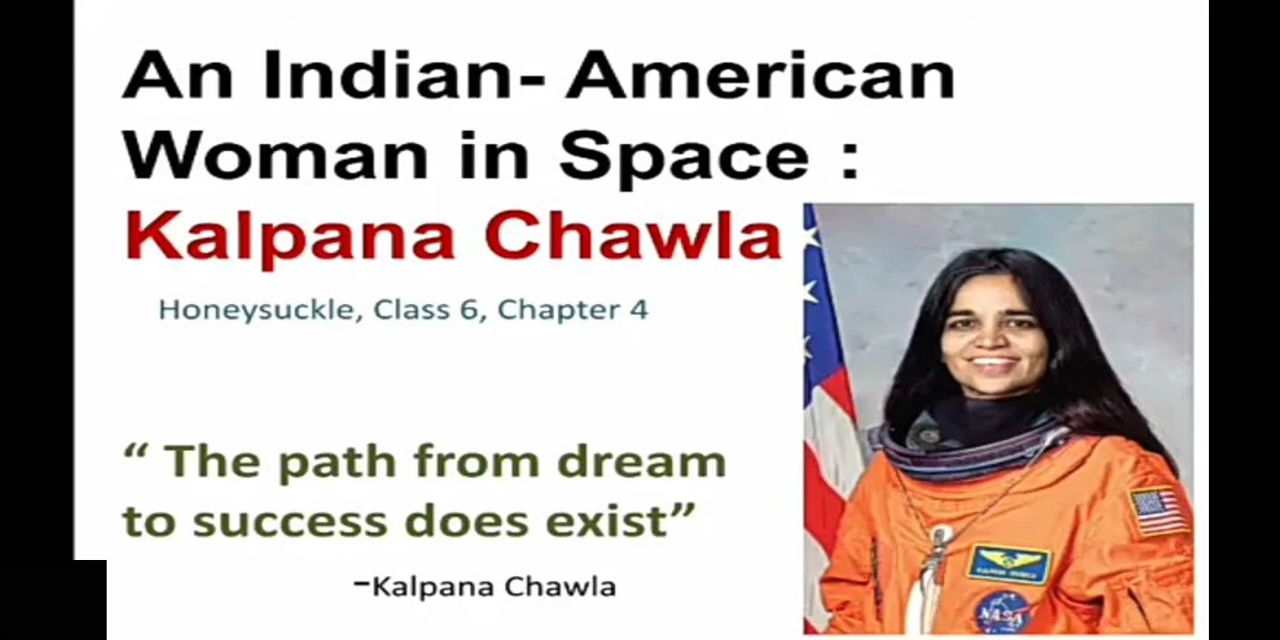 An Indian- American
Woman in Space :
Kalpana Chawla
Honeysuckle, Class 6, Chapter 4
“ The path from dream
to success does exist”
-Kalpana Chawla
NASA